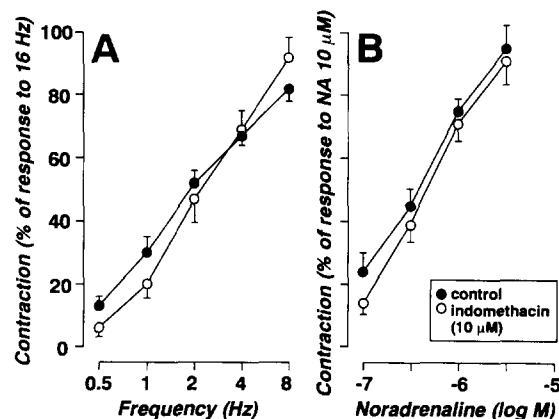 A
Contraction (% of response to 16 Hz)
100
80
60
40
20
0
0.5 1 2 4 8
Frequency (Hz)
B
Contraction (% of response to NA 10 µM)
control
indomethacin
(10 µM)
-7 -6 -5
Noradrenaline (log M)